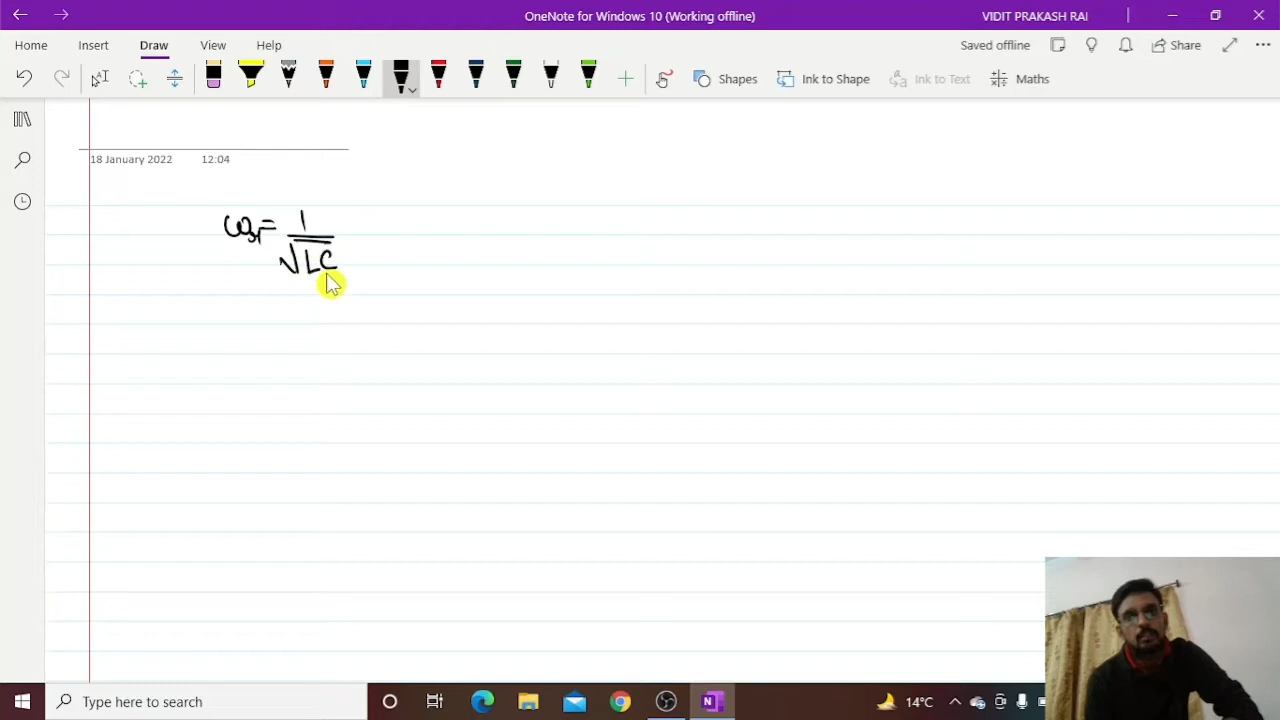 OneNote for Windows 10 (Working offline)
VIDIT PRAKASH RAI
Home
Insert
Draw
View
Help
Saved offline
Share
Shapes
Ink to Shape
Ink to Text
Maths
18 January 2022 12:04
ω = 1
√LC
Type here to search
14°C